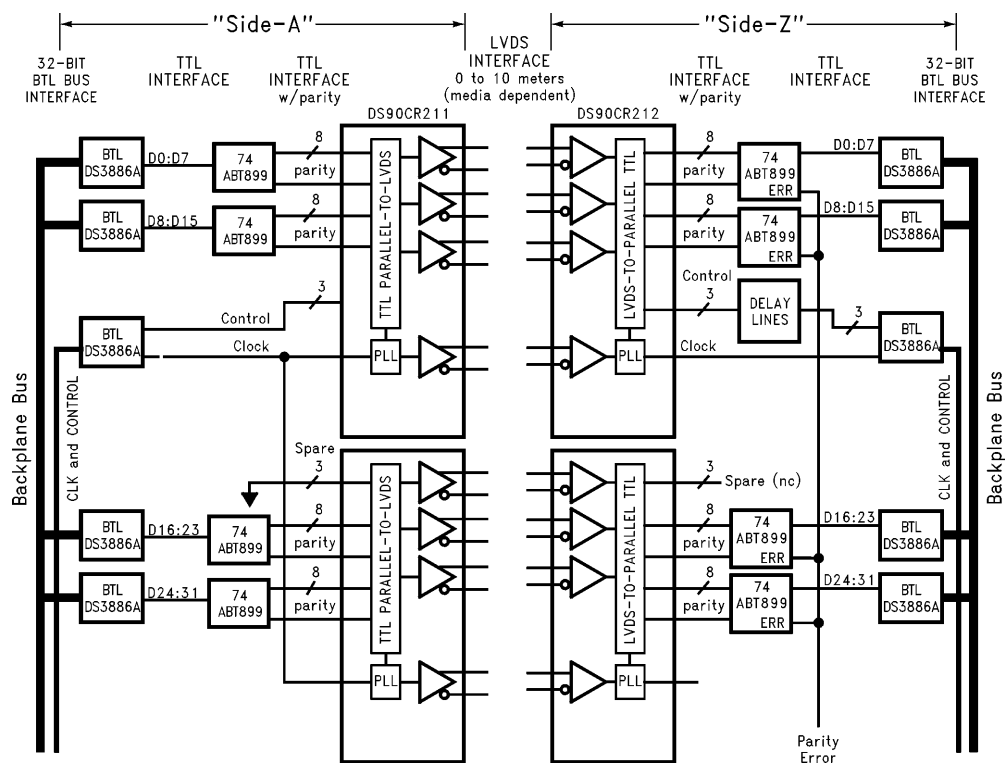 "Side-A"
"Side-Z"
32-BIT
BTL BUS
INTERFACE
TTL
INTERFACE
TTL
INTERFACE
w/parity
LVDS
INTERFACE
0 to 10 meters
(media dependent)
TTL
INTERFACE
w/parity
TTL
INTERFACE
32-BIT
BTL BUS
INTERFACE
DS90CR211
DS90CR212
BTL
DS3886A
D0:D7
74
ABT899
8
parity
BTL
DS3886A
D8:D15
74
ABT899
8
parity
TTL PARALLEL-TO-LVDS
3
Control
BTL
DS3886A
Clock
PLL
LVDS-TO-PARALLEL TTL
8
parity
74
ABT899
ERR
D0:D7
BTL
DS3886A
8
parity
74
ABT899
ERR
D8:D15
BTL
DS3886A
Control
3
DELAY
LINES
3
BTL
DS3886A
PLL
Clock
Backplane Bus
CLK and CONTROL
CLK and CONTROL
Backplane Bus
Spare
3
BTL
DS3886A
D16:23
74
ABT899
8
parity
BTL
DS3886A
D24:31
74
ABT899
8
parity
TTL PARALLEL-TO-LVDS
PLL
LVDS-TO-PARALLEL TTL
3
Spare (nc)
8
parity
74
ABT899
ERR
D16:23
BTL
DS3886A
8
parity
74
ABT899
ERR
D24:31
BTL
DS3886A
PLL
Parity
Error